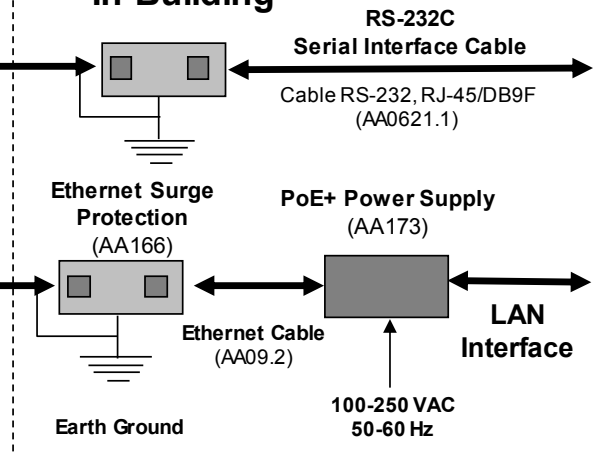 In-Building
RS-232C
Serial Interface Cable
Cable RS-232, RJ-45/DB9F
(AA0621.1)
Ethernet Surge
Protection
(AA166)
PoE+ Power Supply
(AA173)
Ethernet Cable
(AA09.2)
LAN
Interface
100-250 VAC
50-60 Hz
Earth Ground